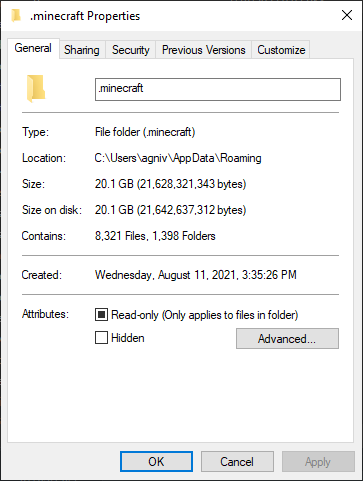 .minecraft Properties
General Sharing Security Previous Versions Customize
.minecraft
Type: File folder (.minecraft)
Location: C:\Users\agniv\AppData\Roaming
Size: 20.1 GB (21,628,321,343 bytes)
Size on disk: 20.1 GB (21,642,637,312 bytes)
Contains: 8,321 Files, 1,398 Folders
Created: Wednesday, August 11, 2021, 3:35:26 PM
Attributes: Read-only (Only applies to files in folder)
Hidden Advanced...
OK Cancel Apply